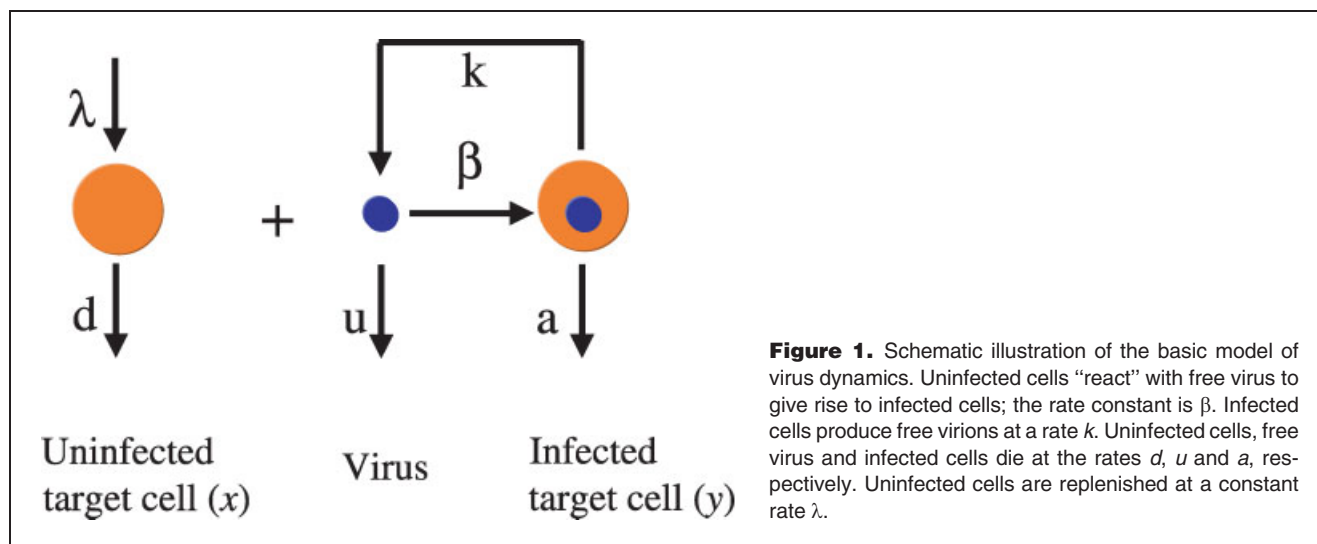 λ
k
β
+
d
u
a
Uninfected
target cell (x)
Virus
Infected
target cell (y)
Figure 1. Schematic illustration of the basic model of
virus dynamics. Uninfected cells “react” with free virus to
give rise to infected cells; the rate constant is β. Infected
cells produce free virions at a rate k. Uninfected cells, free
virus and infected cells die at the rates d, u and a, res-
pectively. Uninfected cells are replenished at a constant
rate λ.